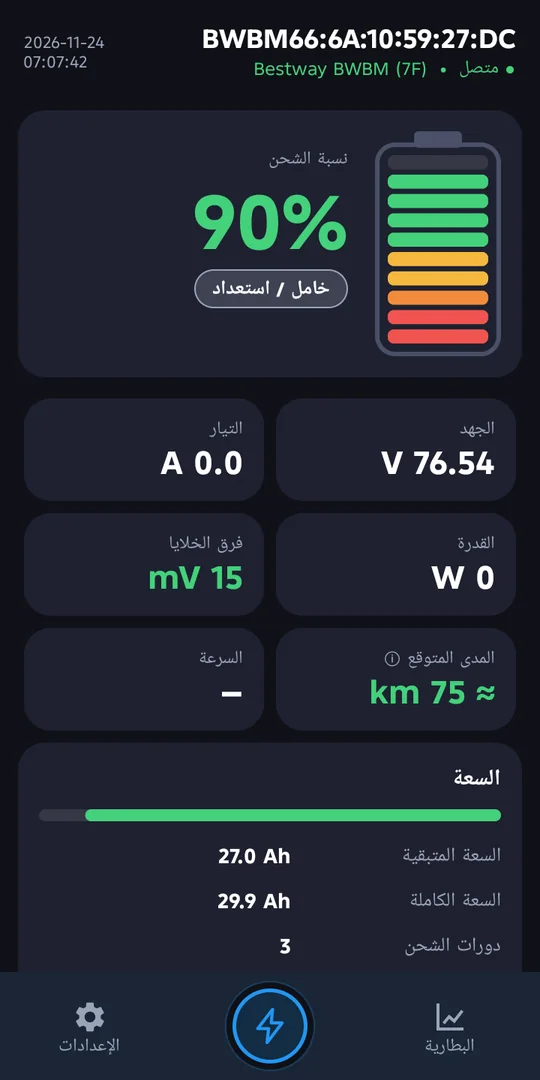 BWBM66:6A:10:59:27:DC
● متصل • Bestway BWBM (7F)
2026-11-24
07:07:42
نسبة الشحن
90%
خامل / استعداد
الجهد
76.54 V
التيار
0.0 A
القدرة
0 W
فرق الخلايا
15 mV
المدى المتوقع ⓘ
≈ 75 km
السرعة
–
السعة
السعة المتبقية 27.0 Ah
السعة الكاملة 29.9 Ah
دورات الشحن 3
البطارية
الإعدادات